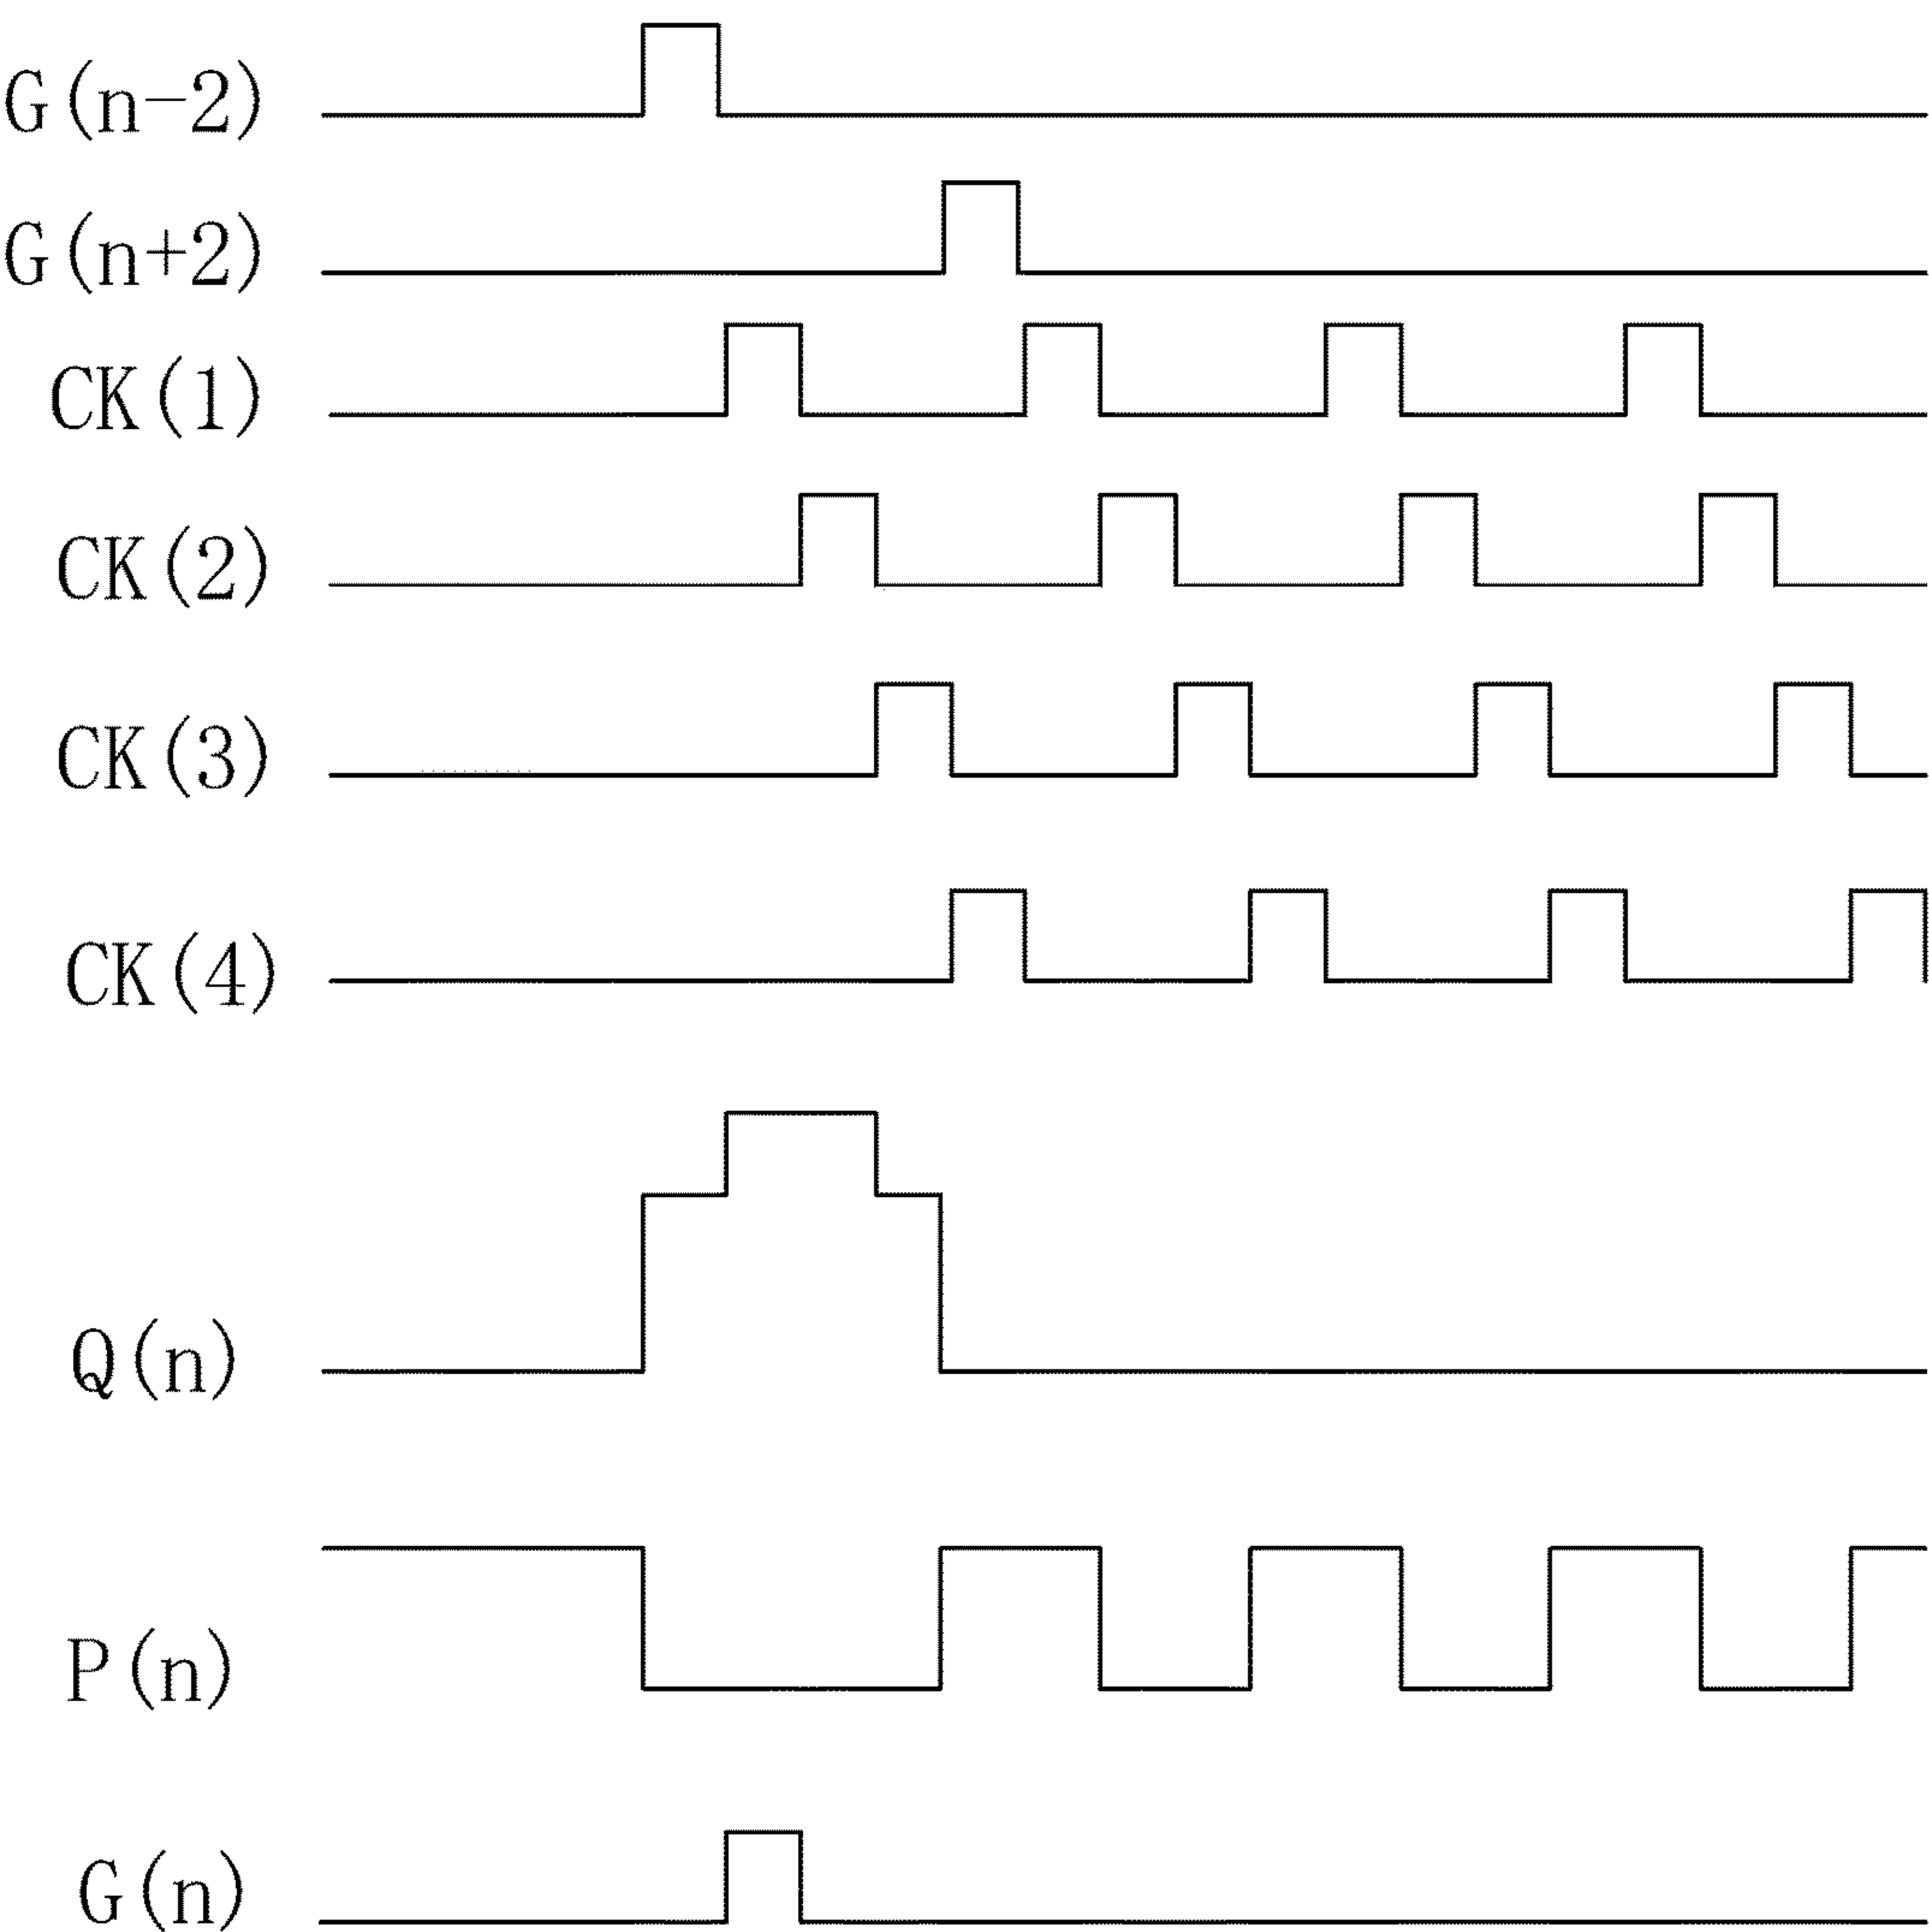 G(n-2)
G(n+2)
CK(1)
CK(2)
CK(3)
CK(4)
Q(n)
P(n)
G(n)